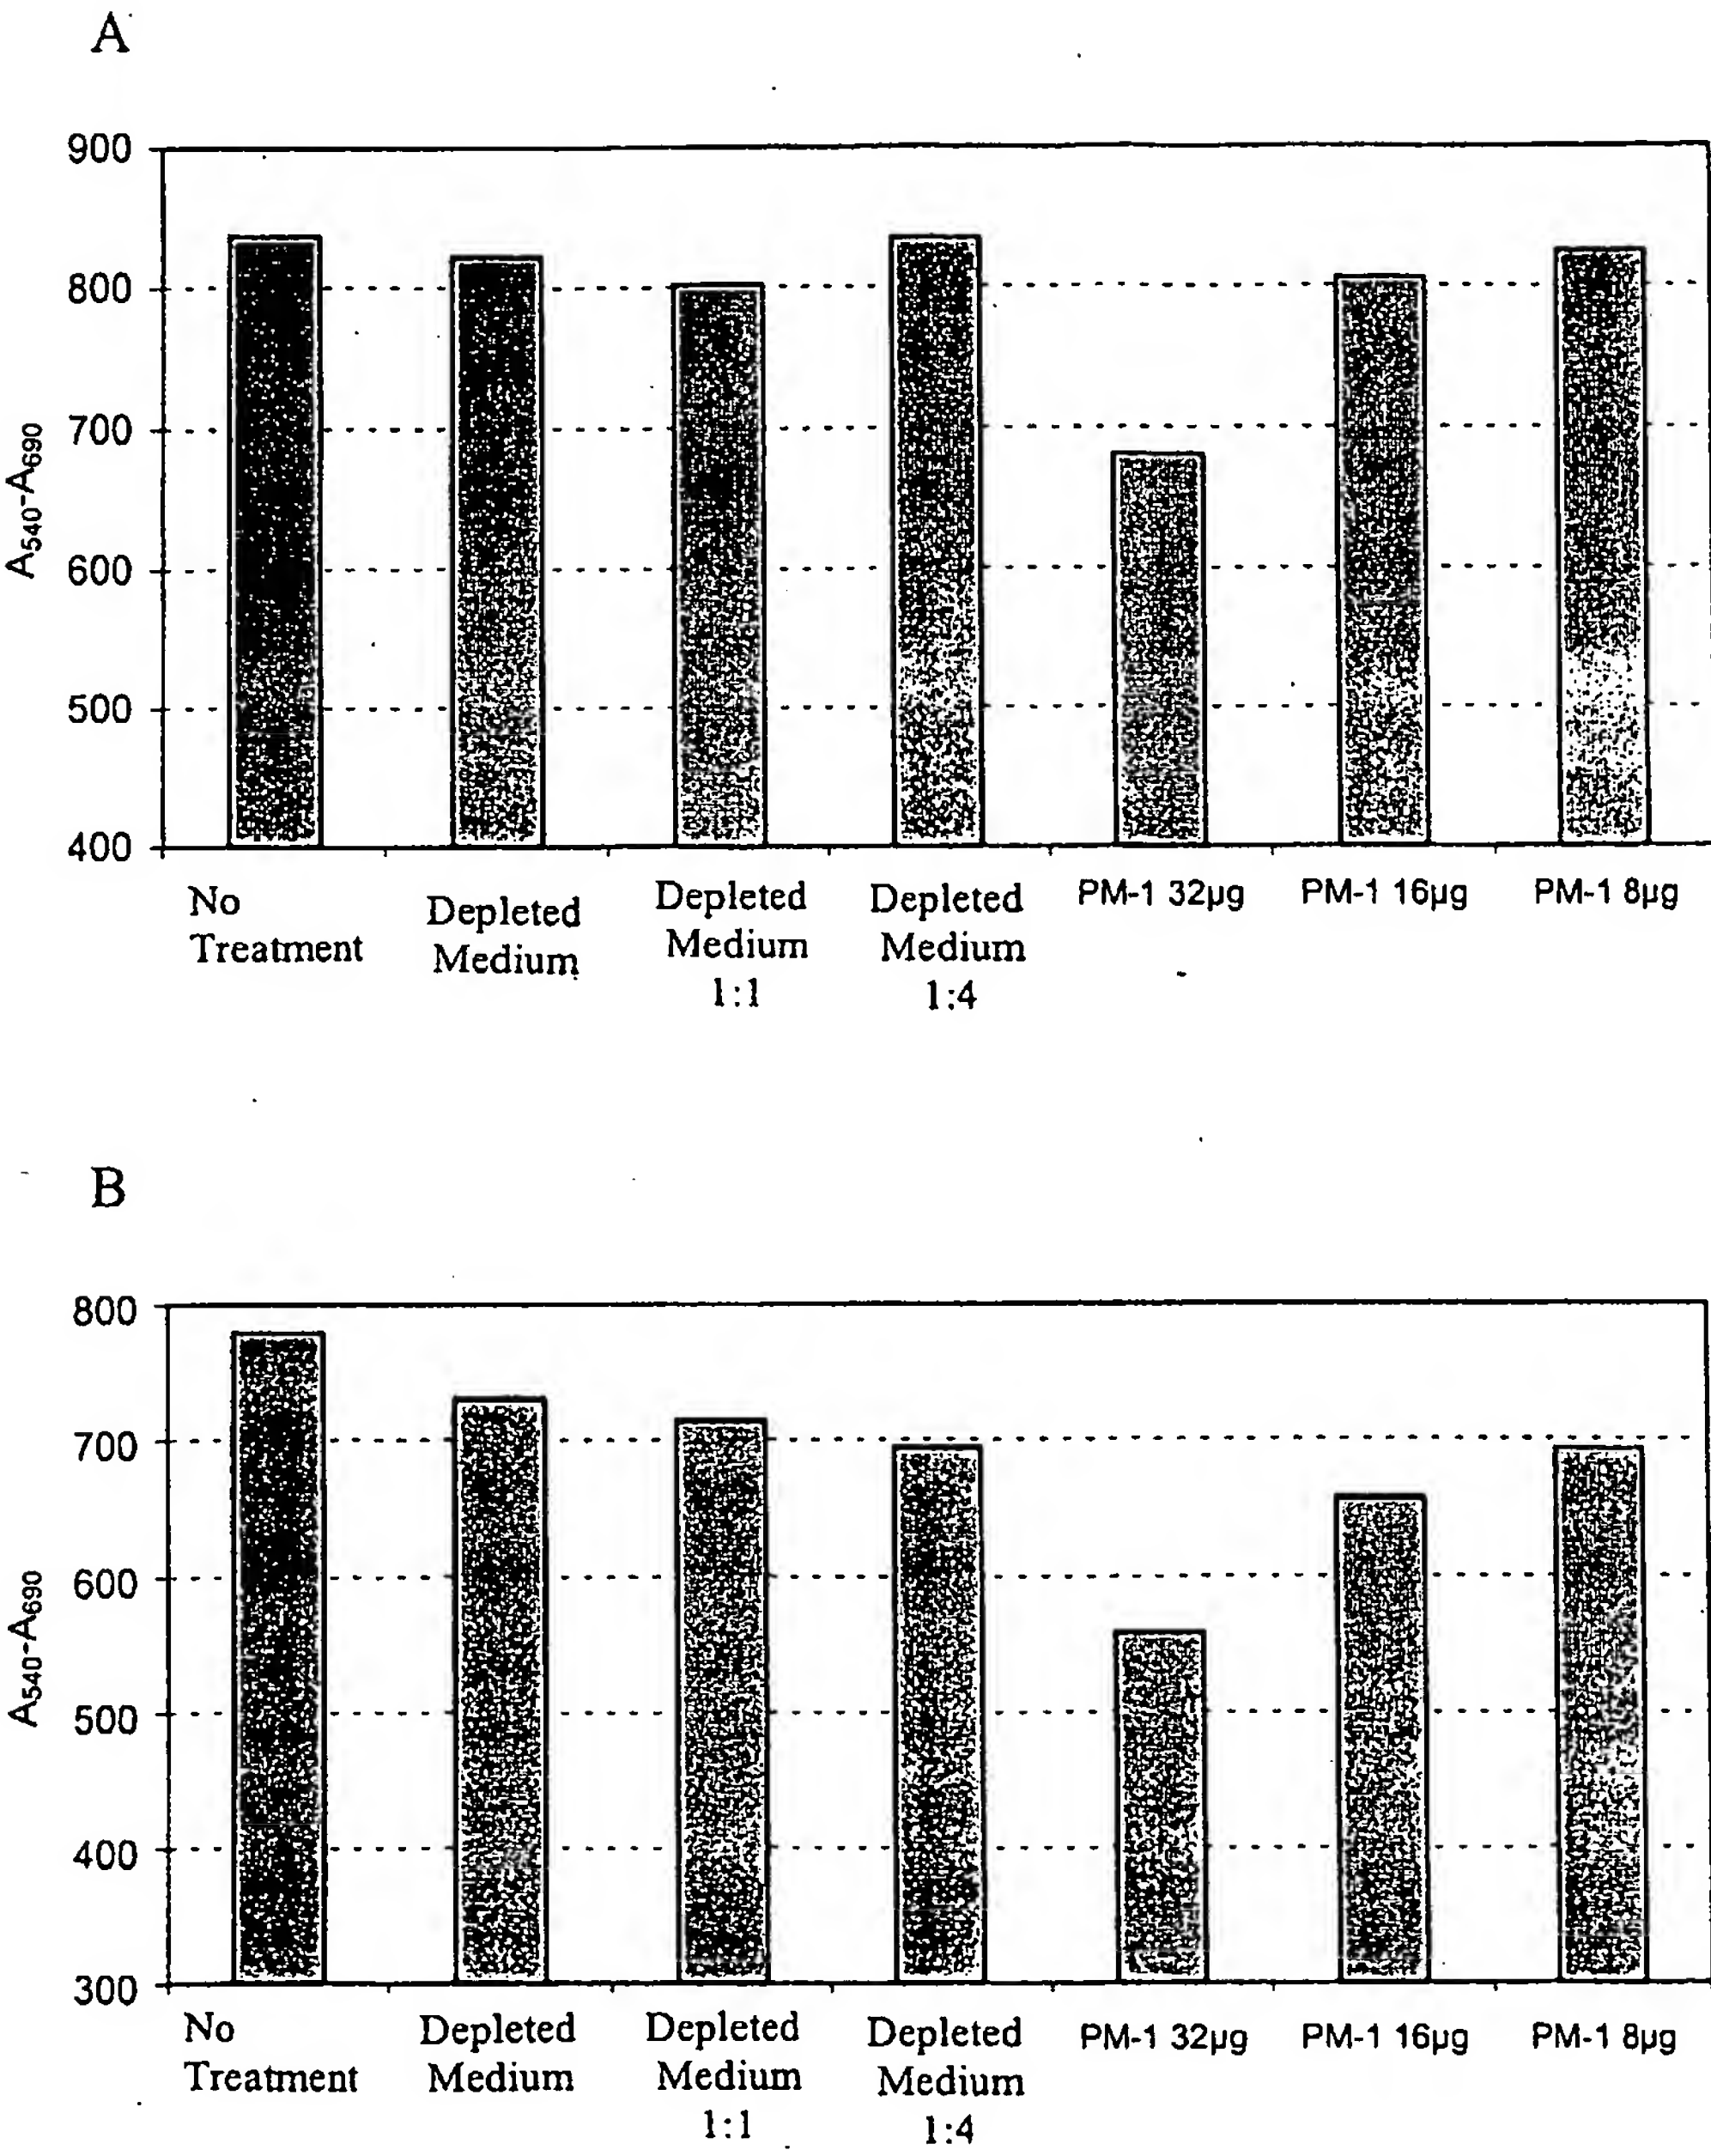 A
900
800
700
600
500
400
A540-A690
No
Treatment
Depleted
Medium
Depleted
Medium
1:1
Depleted
Medium
1:4
PM-1 32µg
PM-1 16µg
PM-1 8µg
B
800
700
600
500
400
300
A540-A690
No
Treatment
Depleted
Medium
Depleted
Medium
1:1
Depleted
Medium
1:4
PM-1 32µg
PM-1 16µg
PM-1 8µg